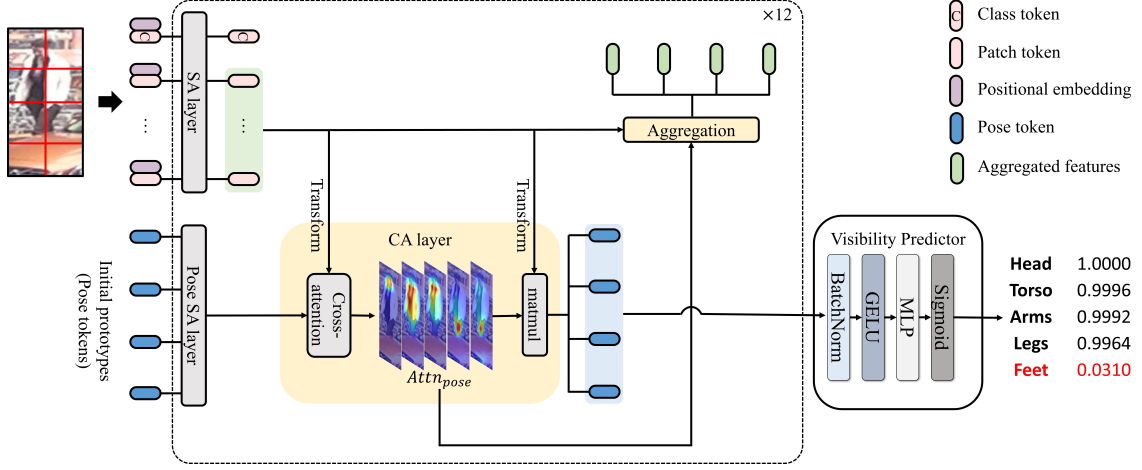 ×12
C
C
SA layer
...
...
Transform
Transform
Aggregation
C
Class token
Patch token
Positional embedding
Pose token
Aggregated features
Initial prototypes
(Pose tokens)
Pose SA layer
CA layer
Cross-
attention
Attn_pose
matmul
Visibility Predictor
BatchNorm
GELU
MLP
Sigmoid
Head 1.0000
Torso 0.9996
Arms 0.9992
Legs 0.9964
Feet 0.0310